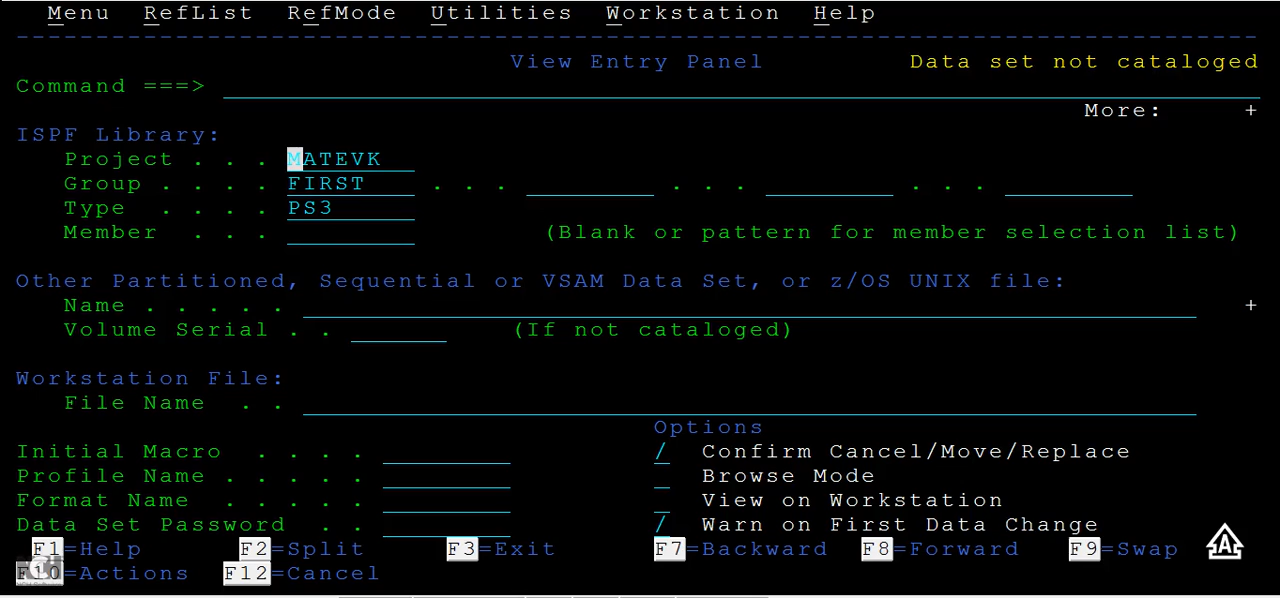 Menu RefList RefMode Utilities Workstation Help
--------------------------------------------------------------------------------
View Entry Panel Data set not cataloged
Command ===>
More: +
ISPF Library:
Project . . . MATEVK
Group . . . . FIRST . . . . . . . . .
Type . . . . PS3
Member . . . (Blank or pattern for member selection list)
Other Partitioned, Sequential or VSAM Data Set, or z/OS UNIX file:
Name . . . . . +
Volume Serial . . (If not cataloged)
Workstation File:
File Name . .
Options
Initial Macro . . . . / Confirm Cancel/Move/Replace
Profile Name . . . . . Browse Mode
Format Name . . . . . View on Workstation
Data Set Password . . / Warn on First Data Change
F1=Help F2=Split F3=Exit F7=Backward F8=Forward F9=Swap
F10=Actions F12=Cancel